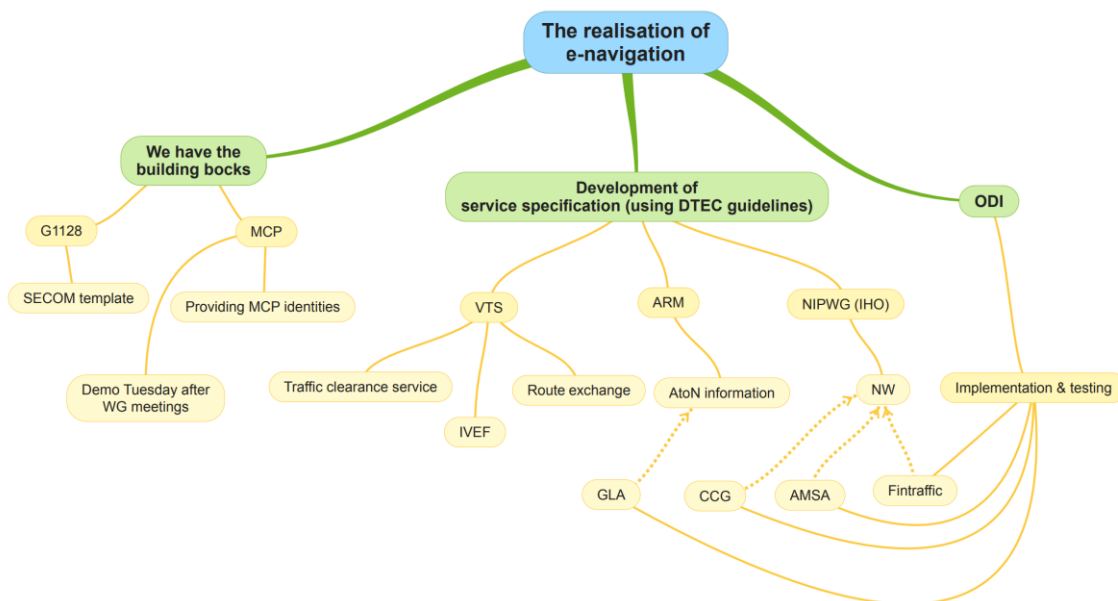 The realisation of
e-navigation
We have the
building bocks
Development of
service specification (using DTEC guidelines)
ODI
G1128
MCP
SECOM template
Providing MCP identities
VTS
ARM
NIPWG (IHO)
Demo Tuesday after
WG meetings
Traffic clearance service
Route exchange
AtoN information
NW
Implementation & testing
IVEF
GLA
CCG
AMSA
Fintraffic